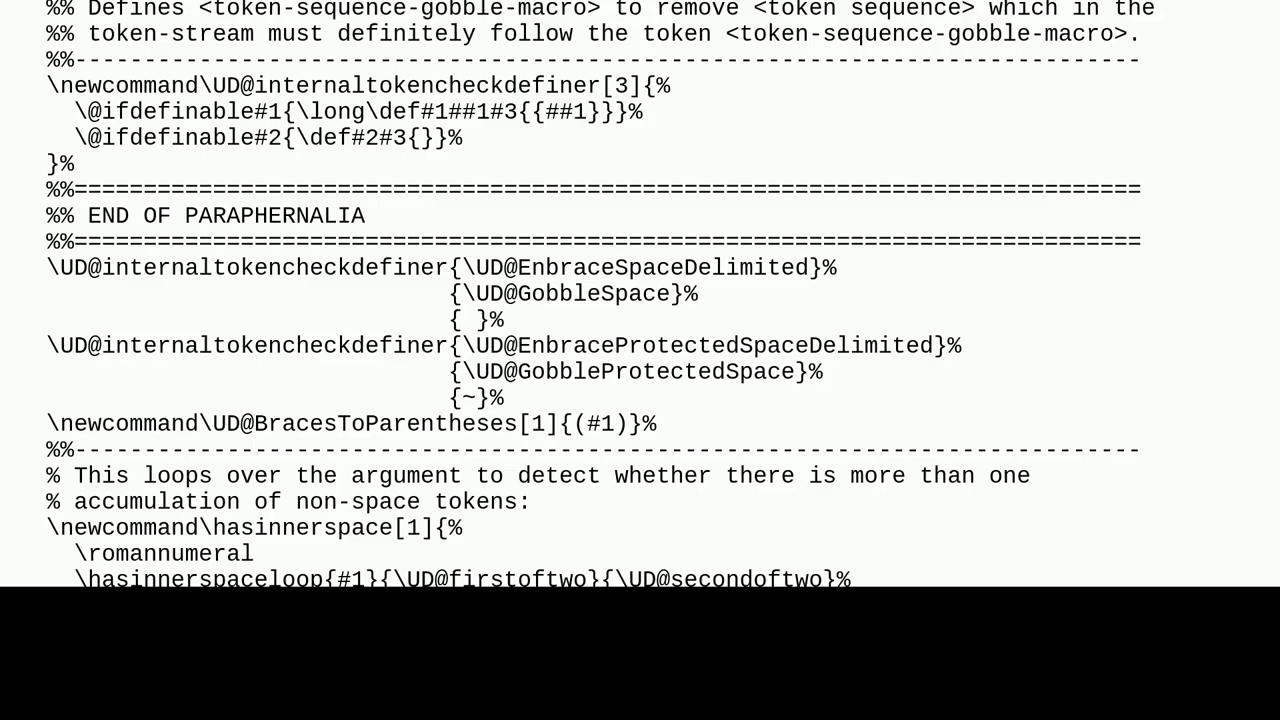 %% Defines <token-sequence-gobble-macro> to remove <token sequence> which in the
%% token-stream must definitely follow the token <token-sequence-gobble-macro>.
%%-----------------------------------------------------------------------------
\newcommand\UD@internaltokencheckdefiner[3]{%
  \@ifdefinable#1{\long\def#1##1#3{{##1}}}%
  \@ifdefinable#2{\def#2#3{}}%
}%
%%=============================================================================
%% END OF PARAPHERNALIA
%%=============================================================================
\UD@internaltokencheckdefiner{\UD@EnbraceSpaceDelimited}%
                             {\UD@GobbleSpace}%
                             { }%
\UD@internaltokencheckdefiner{\UD@EnbraceProtectedSpaceDelimited}%
                             {\UD@GobbleProtectedSpace}%
                             {~}%
\newcommand\UD@BracesToParentheses[1]{(#1)}%
%%-----------------------------------------------------------------------------
% This loops over the argument to detect whether there is more than one
% accumulation of non-space tokens:
\newcommand\hasinnerspace[1]{%
  \romannumeral
  \hasinnerspaceloop{#1}{\UD@firstoftwo}{\UD@secondoftwo}%